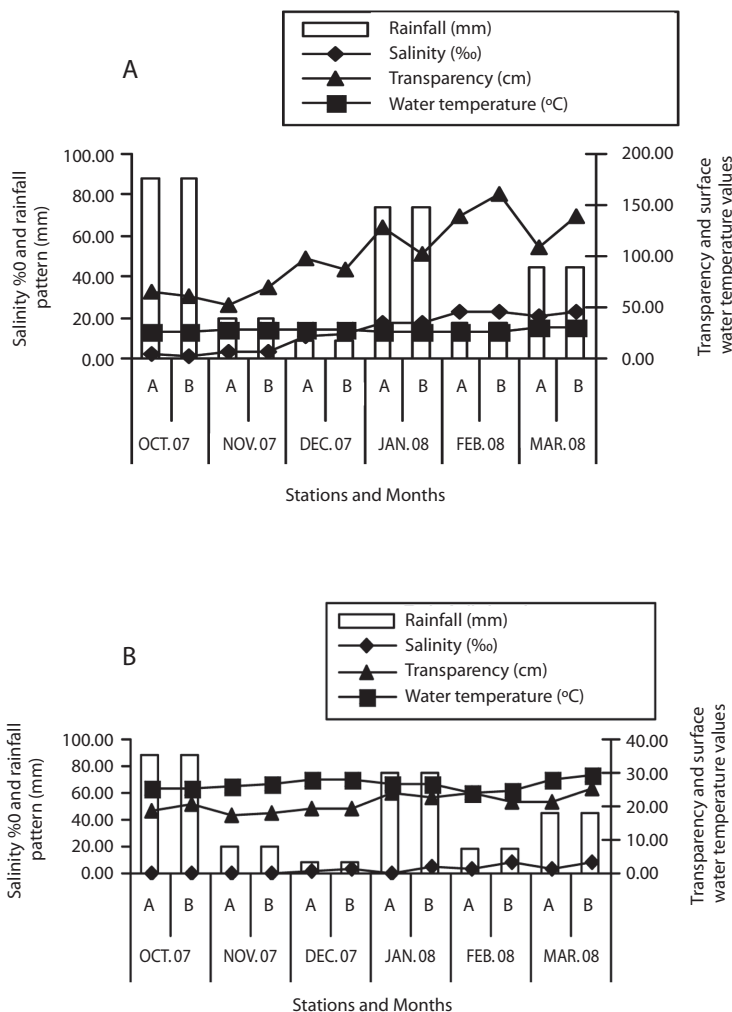 A
Rainfall (mm)
Salinity (‰)
Transparency (cm)
Water temperature (ºC)
Salinity %0 and rainfall
pattern (mm)
100.00
80.00
60.00
40.00
20.00
0.00
200.00
150.00
100.00
50.00
0.00
Transparency and surface
water temperature values
A B A B A B A B A B A B
OCT. 07 NOV. 07 DEC. 07 JAN. 08 FEB. 08 MAR. 08
Stations and Months
B
Rainfall (mm)
Salinity (‰)
Transparency (cm)
Water temperature (ºC)
Salinity %0 and rainfall
pattern (mm)
100.00
80.00
60.00
40.00
20.00
0.00
40.00
30.00
20.00
10.00
0.00
Transparency and surface
water temperature values
A B A B A B A B A B A B
OCT. 07 NOV. 07 DEC. 07 JAN. 08 FEB. 08 MAR. 08
Stations and Months